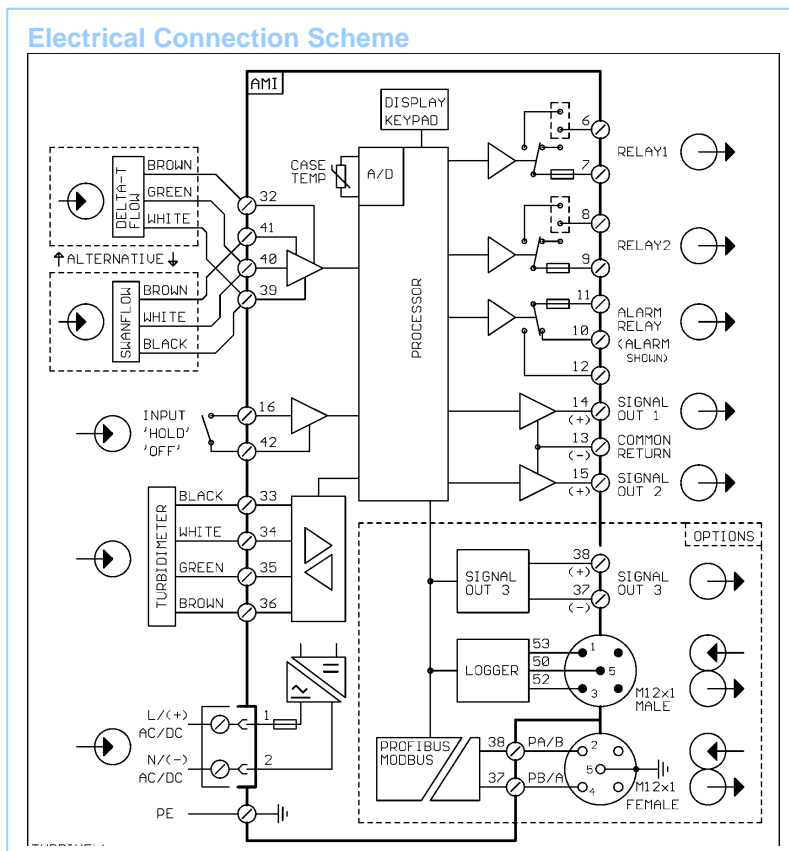 Electrical Connection Scheme
AMI
DISPLAY
KEYPAD
CASE
TEMP
A/D
PROCESSOR
DELTA-T
FLOW
BROWN
GREEN
WHITE
ALTERNATIVE
SWANFLOW
BROWN
WHITE
BLACK
32
41
40
39
INPUT
'HOLD'
'OFF'
16
42
TURBIDIMETER
BLACK
WHITE
GREEN
BROWN
33
34
35
36
L/(+)
AC/DC
1
N/(-)
AC/DC
2
PE
6
7
RELAY1
8
9
RELAY2
11
10
12
ALARM
RELAY
(ALARM
SHOWN)
14
(+)
SIGNAL
OUT 1
13
(-)
COMMON
RETURN
15
(+)
SIGNAL
OUT 2
OPTIONS
SIGNAL
OUT 3
38
(+)
37
(-)
SIGNAL
OUT 3
LOGGER
53
50
52
1
5
3
M12x1
MALE
PROFIBUS
MODBUS
38
PA/B
37
PB/A
2
5
4
M12x1
FEMALE